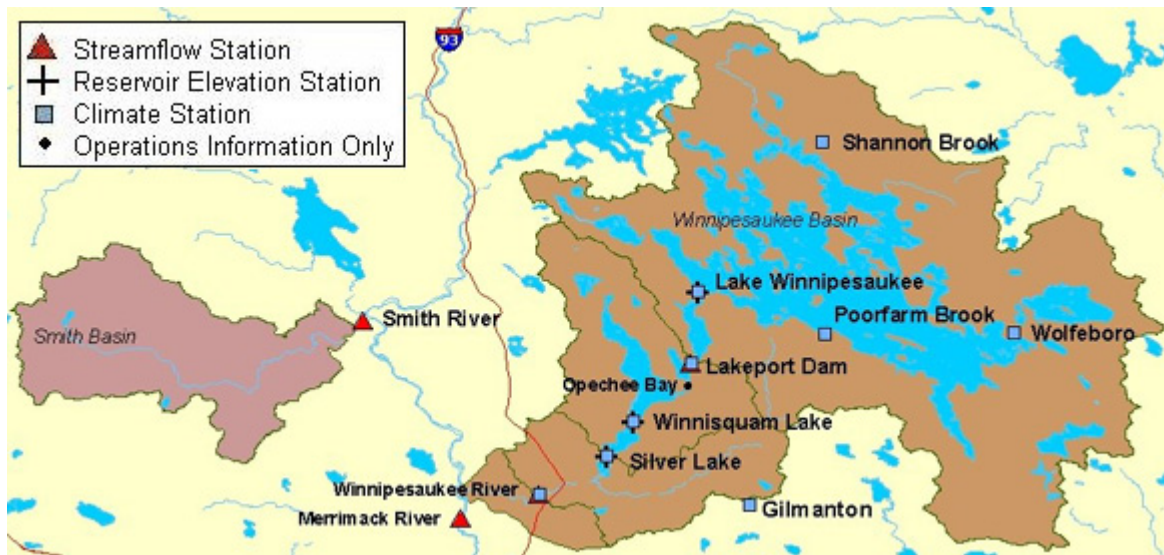 Streamflow Station
Reservoir Elevation Station
Climate Station
Operations Information Only
93
Shannon Brook
Winnipesaukee Basin
Lake Winnipesaukee
Smith River
Poorfarm Brook
Smith Basin
Wolfeboro
Lakeport Dam
Opechee Bay
Winnisquam Lake
Silver Lake
Winnipesaukee River
Merrimack River
Gilmanton